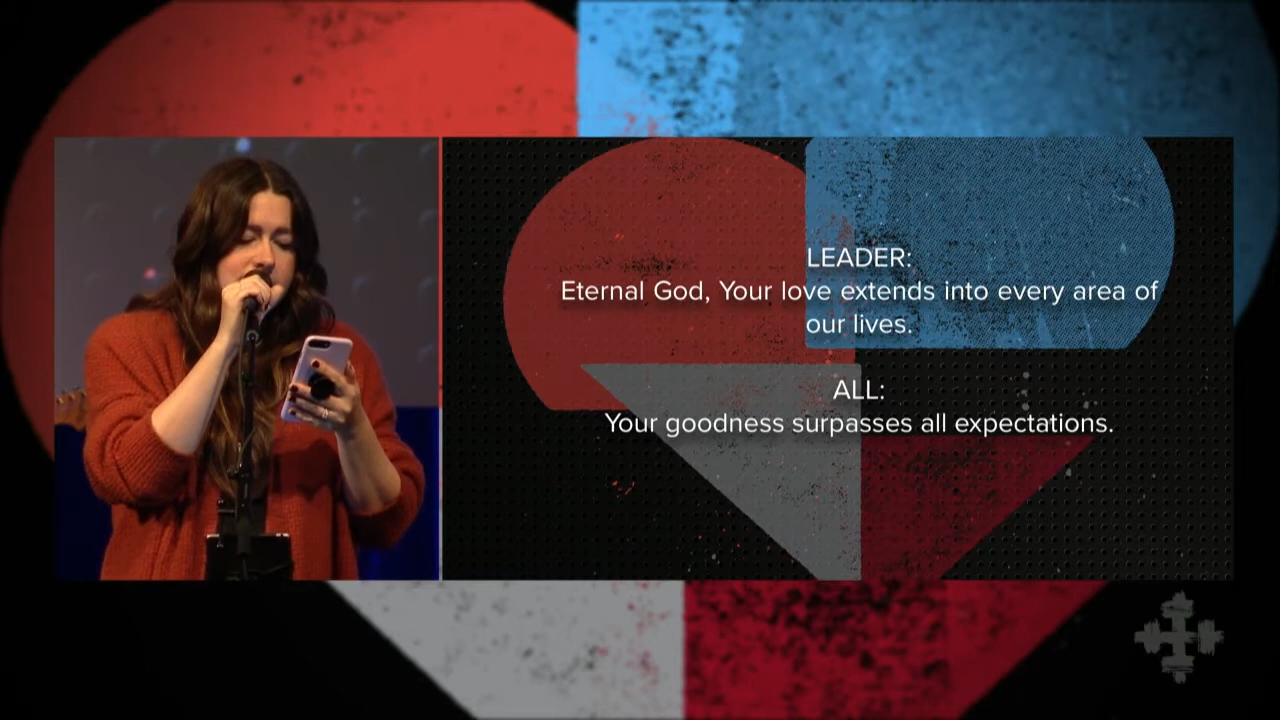 LEADER:
Eternal God, Your love extends into every area of
our lives.
ALL:
Your goodness surpasses all expectations.